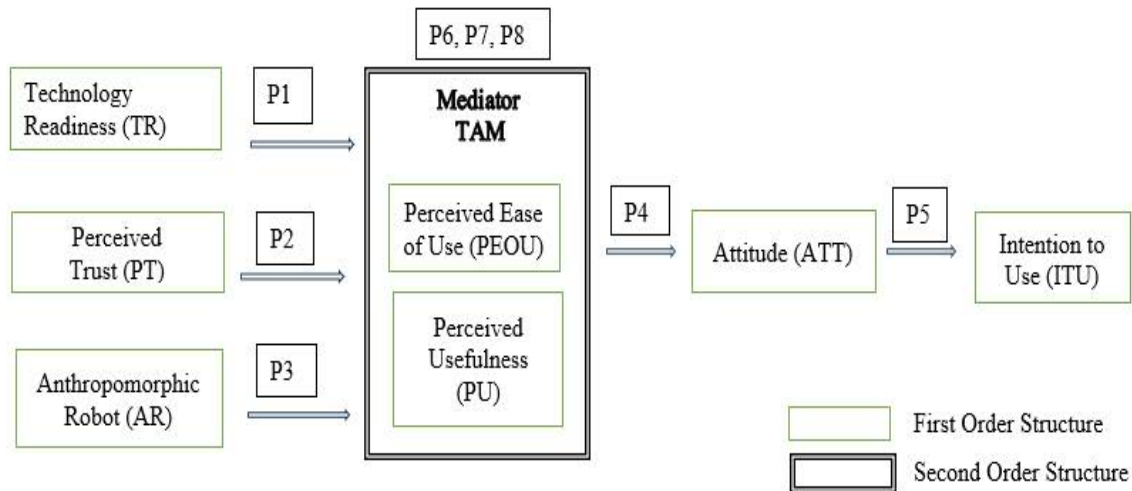 P6, P7, P8
Technology
Readiness (TR)
P1
Mediator
TAM
Perceived
Trust (PT)
P2
Perceived Ease
of Use (PEOU)
P4
Attitude (ATT)
P5
Intention to
Use (ITU)
Anthropomorphic
Robot (AR)
P3
Perceived
Usefulness
(PU)
First Order Structure
Second Order Structure